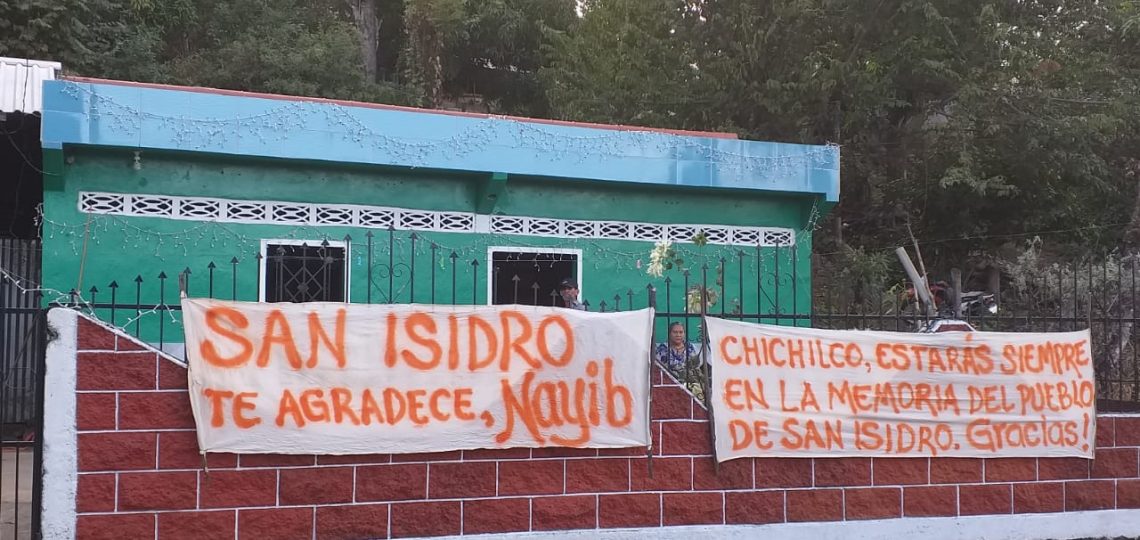 SAN ISIDRO
TE AGRADECE, Nayib
CHICHILCO, ESTARÁS SIEMPRE
EN LA MEMORIA DEL PUEBLO
DE SAN ISIDRO. Gracias!